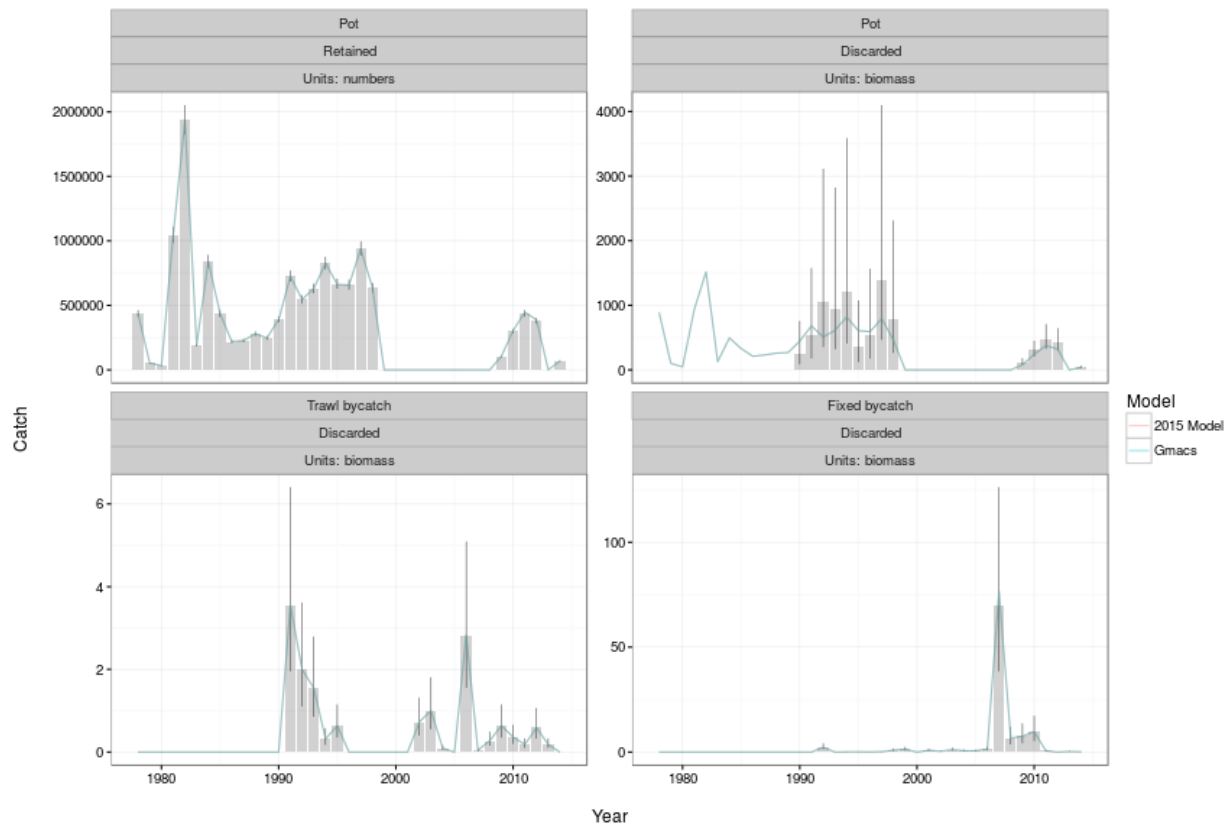 Pot
Retained
Units: numbers
Pot
Discarded
Units: biomass
2000000
1500000
1000000
500000
0
4000
3000
2000
1000
0
Trawl bycatch
Discarded
Units: biomass
Fixed bycatch
Discarded
Units: biomass
6
4
2
0
100
50
0
1980
1990
2000
2010
1980
1990
2000
2010
Catch
Year
Model
2015 Model
Gmacs